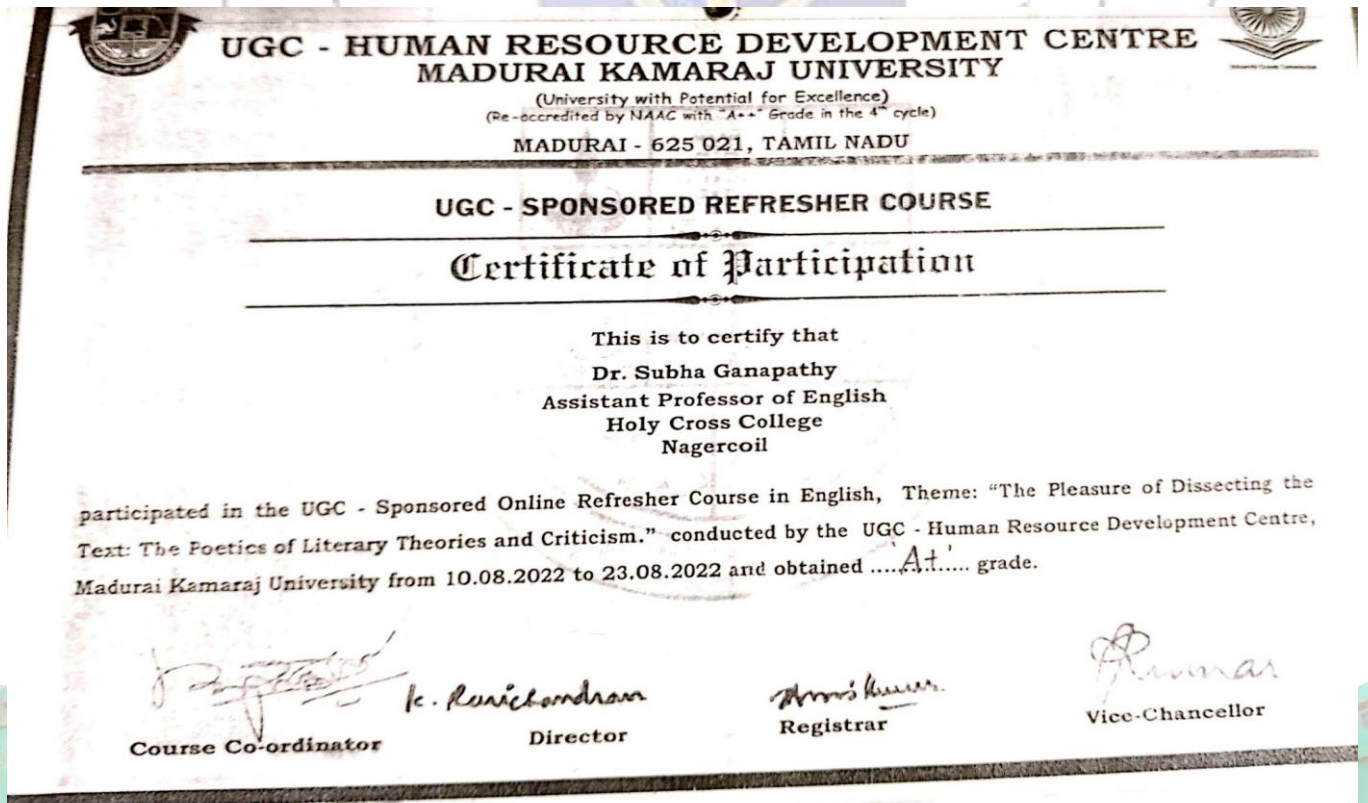 UGC - HUMAN RESOURCE DEVELOPMENT CENTRE
MADURAI KAMARAJ UNIVERSITY
(University with Potential for Excellence)
(Re-accredited by NAAC with "A++" Grade in the 4th cycle)
MADURAI - 625 021, TAMIL NADU
UGC - SPONSORED REFRESHER COURSE
Certificate of Participation
This is to certify that
Dr. Subha Ganapathy
Assistant Professor of English
Holy Cross College
Nagercoil
participated in the UGC - Sponsored Online Refresher Course in English, Theme: “The Pleasure of Dissecting the
Text: The Poetics of Literary Theories and Criticism.” conducted by the UGC - Human Resource Development Centre,
Madurai Kamaraj University from 10.08.2022 to 23.08.2022 and obtained ....'A+'..... grade.
K. Ravichandran
Course Co-ordinator Director Registrar Vice-Chancellor